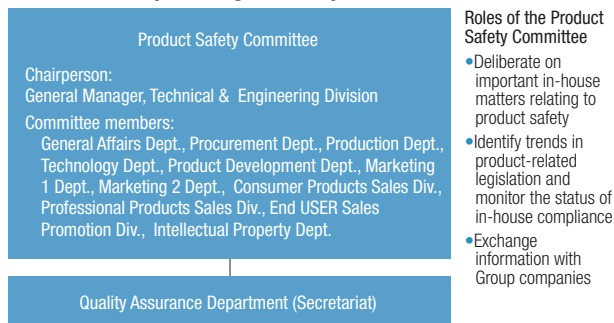 Product Safety Committee
Chairperson:
General Manager, Technical & Engineering Division
Committee members:
General Affairs Dept., Procurement Dept., Production Dept.,
Technology Dept., Product Development Dept., Marketing
1 Dept., Marketing 2 Dept., Consumer Products Sales Div.,
Professional Products Sales Div., End USER Sales
Promotion Div., Intellectual Property Dept.
Quality Assurance Department (Secretariat)
Roles of the Product
Safety Committee
•Deliberate on
important in-house
matters relating to
product safety
•Identify trends in
product-related
legislation and
monitor the status of
in-house compliance
•Exchange
information with
Group companies